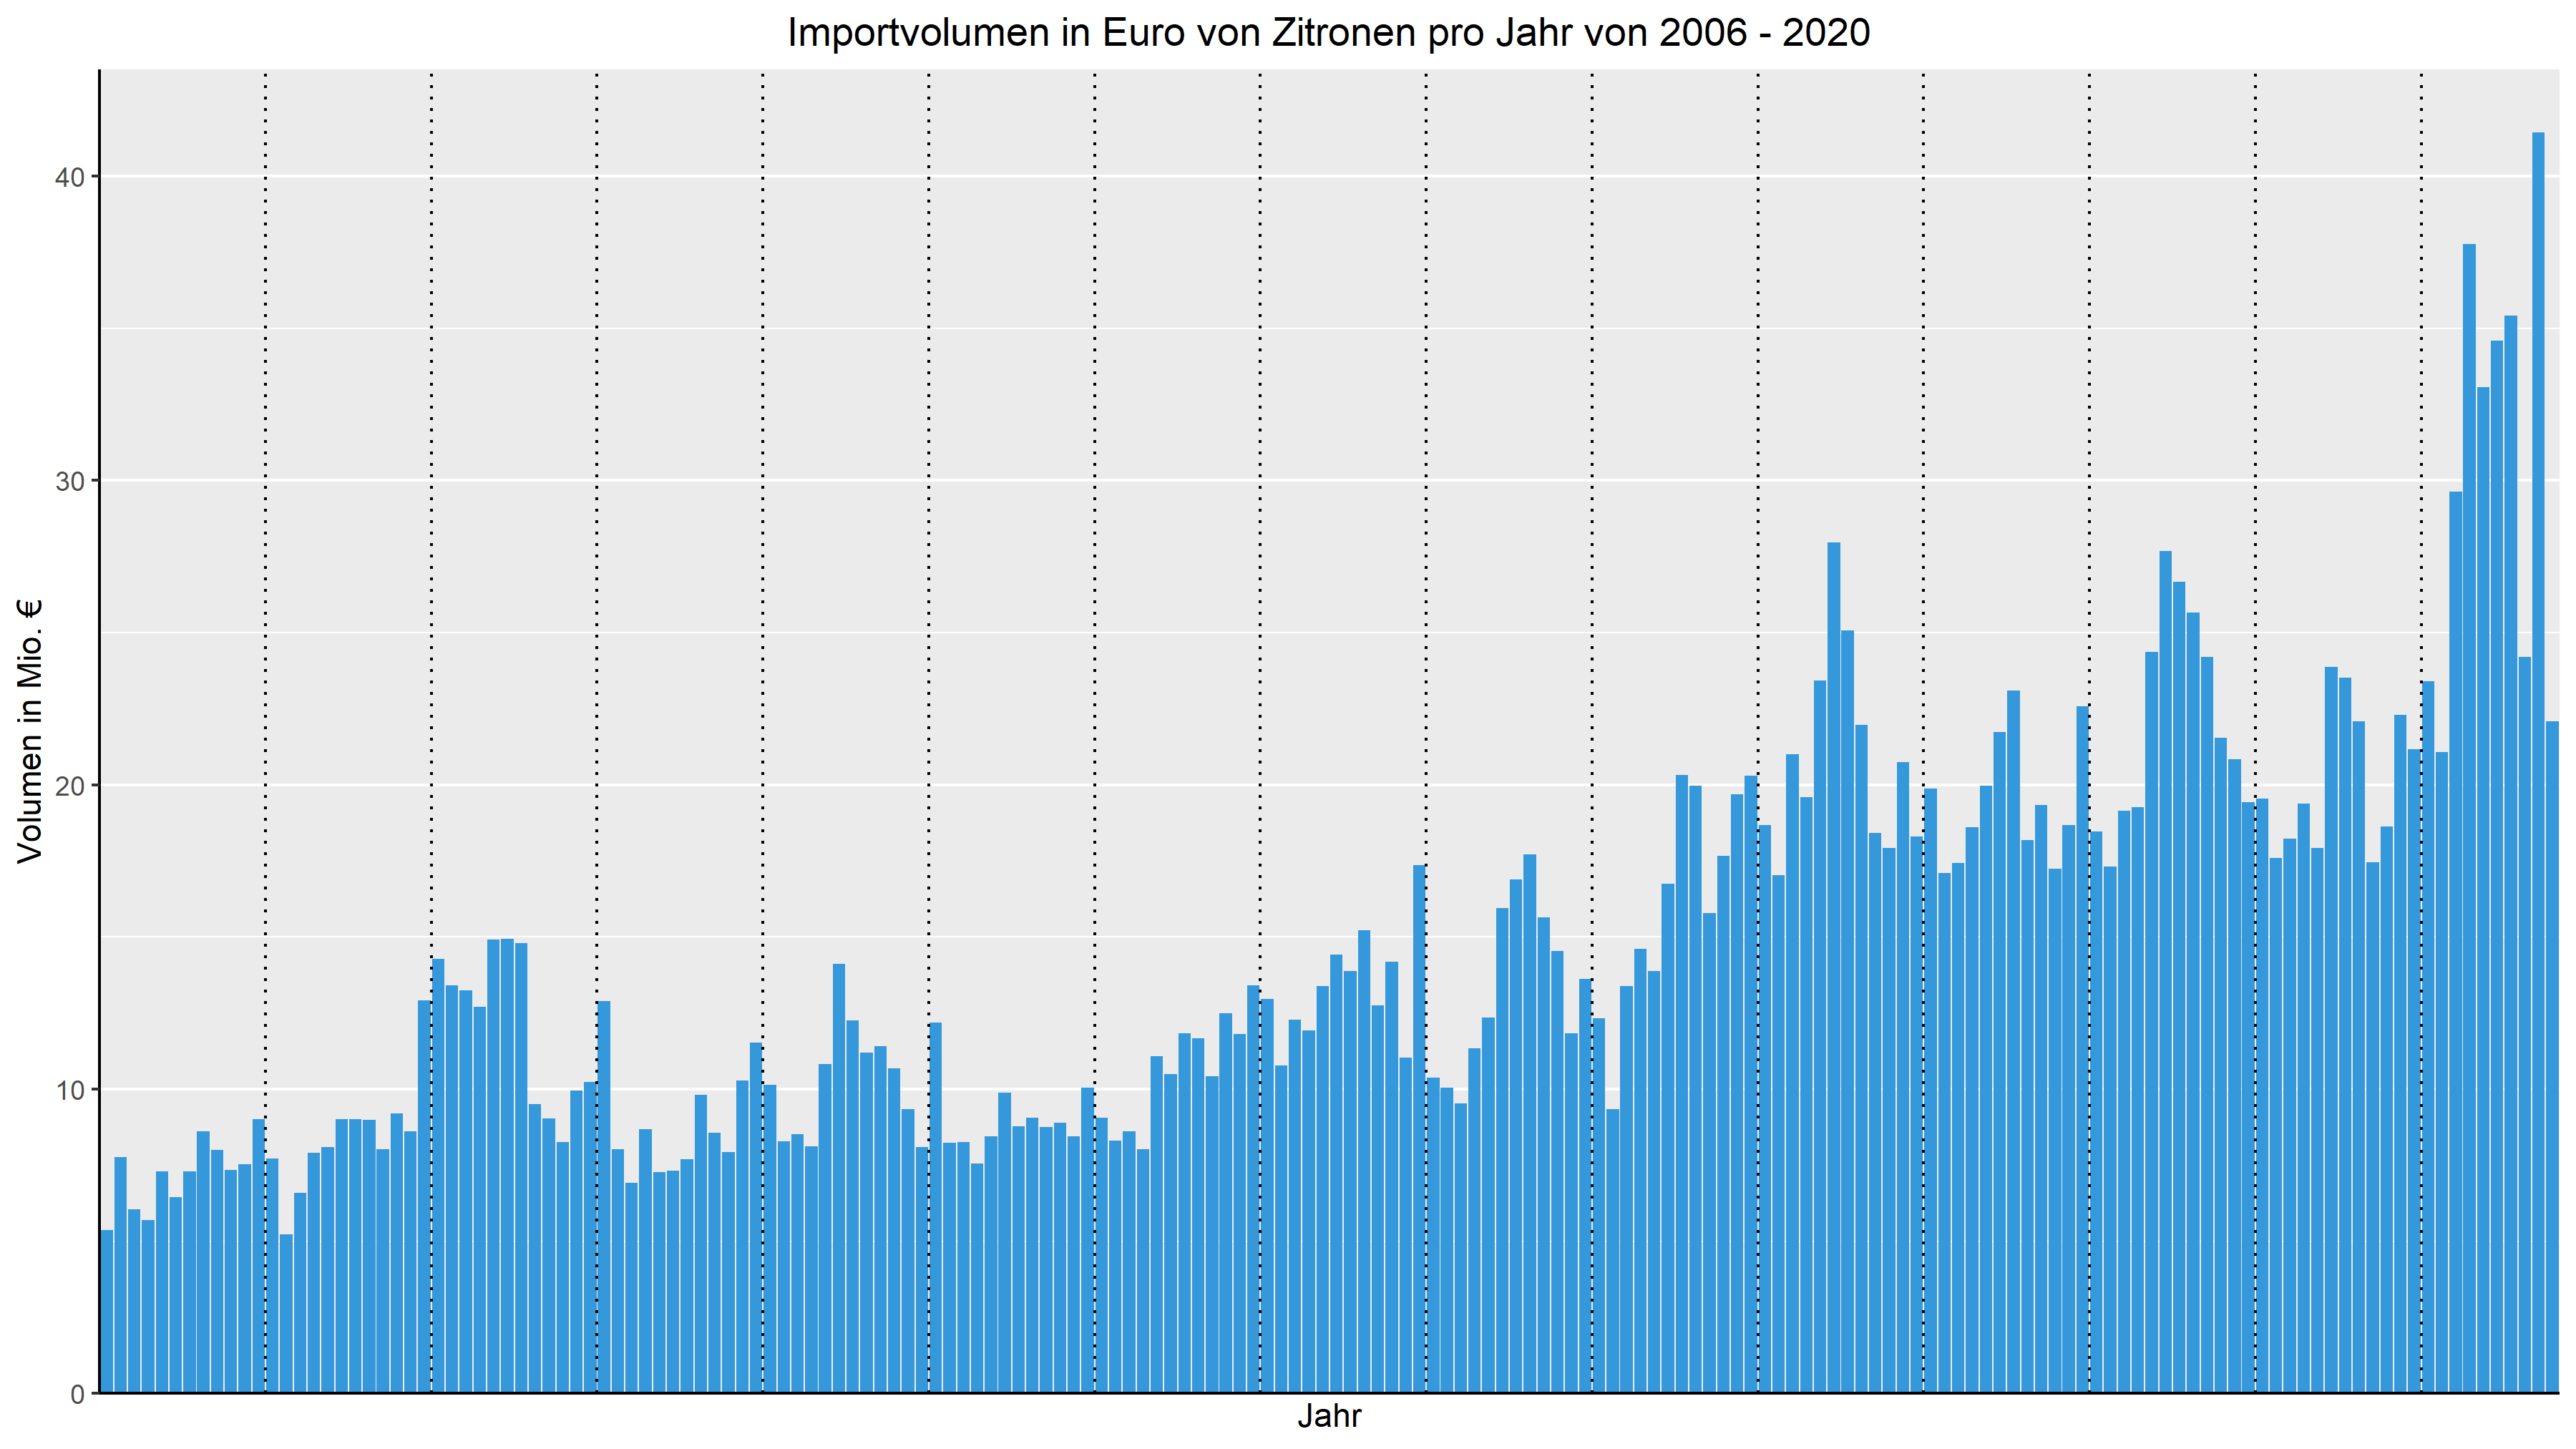 Importvolumen in Euro von Zitronen pro Jahr von 2006 - 2020
40
30
20
10
0
Volumen in Mio. €
Jahr